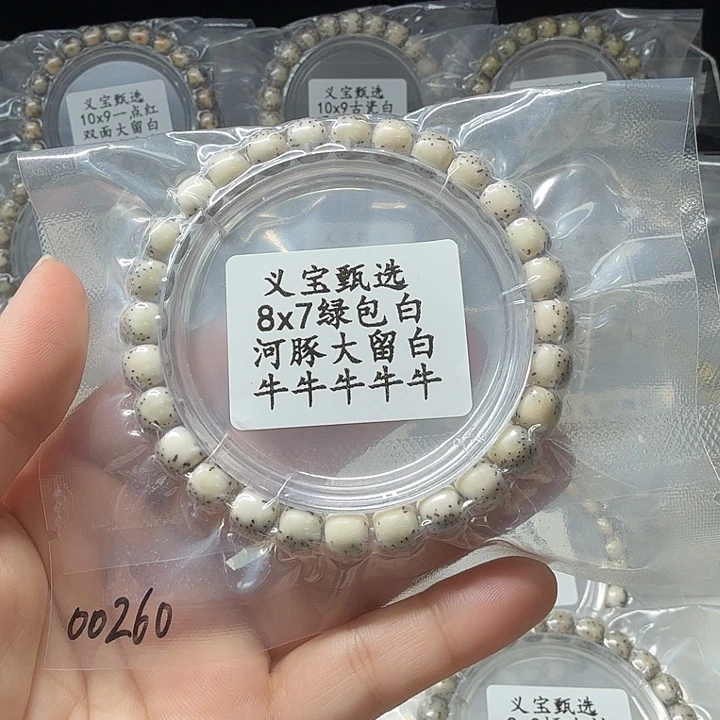 义宝甄选
10x9一点红
双面大留白
义宝甄选
10x9古瓷白
义宝甄选
8x7绿包白
河豚大留白
牛牛牛牛牛
00260
义宝甄选